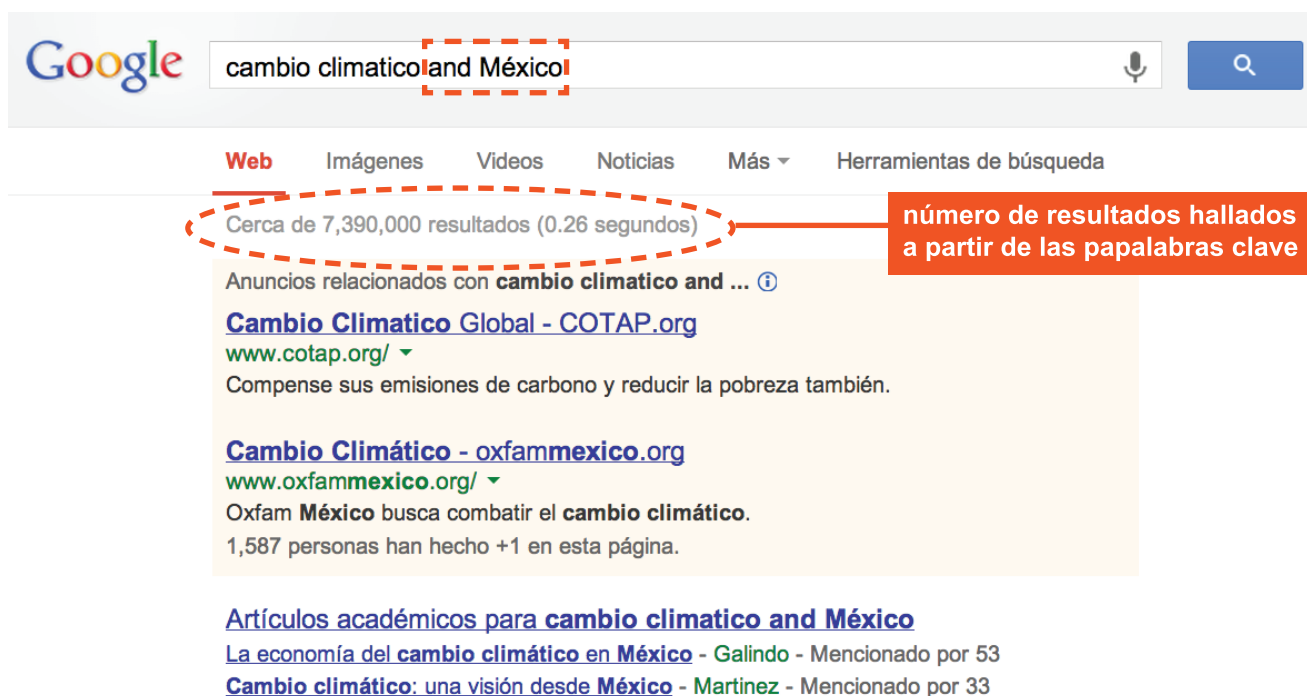 Google
cambio climatico and México
Web Imágenes Videos Noticias Más Herramientas de búsqueda
Cerca de 7,390,000 resultados (0.26 segundos)
número de resultados hallados
a partir de las papalabras clave
Anuncios relacionados con cambio climatico and ...
Cambio Climatico Global - COTAP.org
www.cotap.org/
Compense sus emisiones de carbono y reducir la pobreza también.
Cambio Climático - oxfammexico.org
www.oxfammexico.org/
Oxfam México busca combatir el cambio climático.
1,587 personas han hecho +1 en esta página.
Artículos académicos para cambio climatico and México
La economía del cambio climático en México - Galindo - Mencionado por 53
Cambio climático: una visión desde México - Martinez - Mencionado por 33